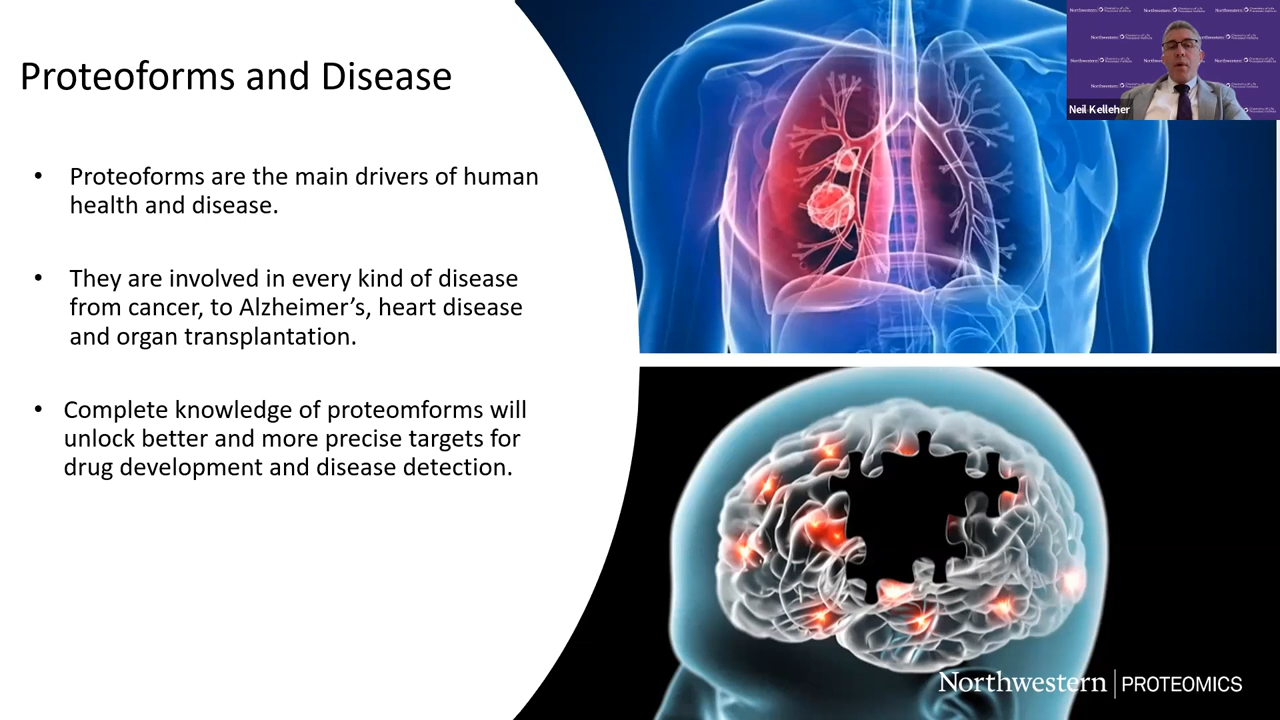 Proteoforms and Disease
Neil Kelleher
• Proteoforms are the main drivers of human
health and disease.
• They are involved in every kind of disease
from cancer, to Alzheimer’s, heart disease
and organ transplantation.
• Complete knowledge of proteomforms will
unlock better and more precise targets for
drug development and disease detection.
Northwestern | PROTEOMICS